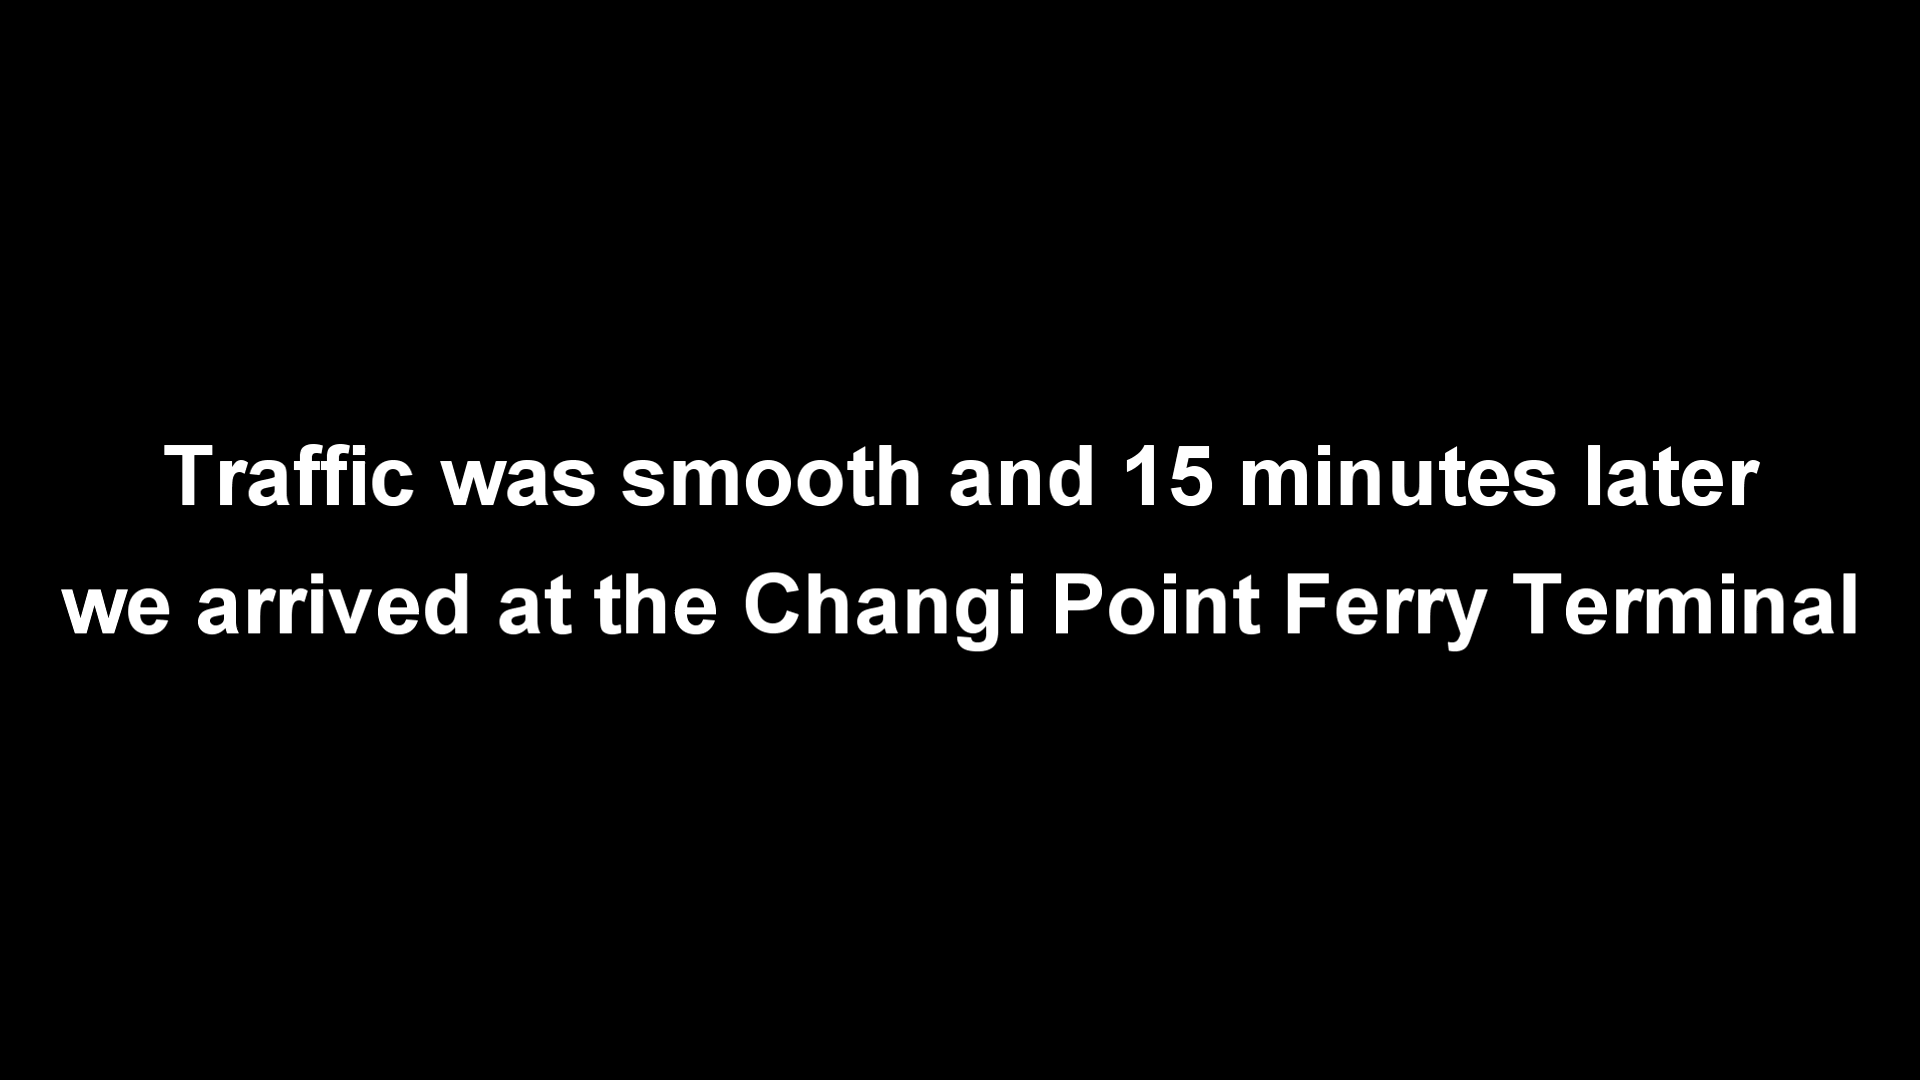 Traffic was smooth and 15 minutes later
we arrived at the Changi Point Ferry Terminal